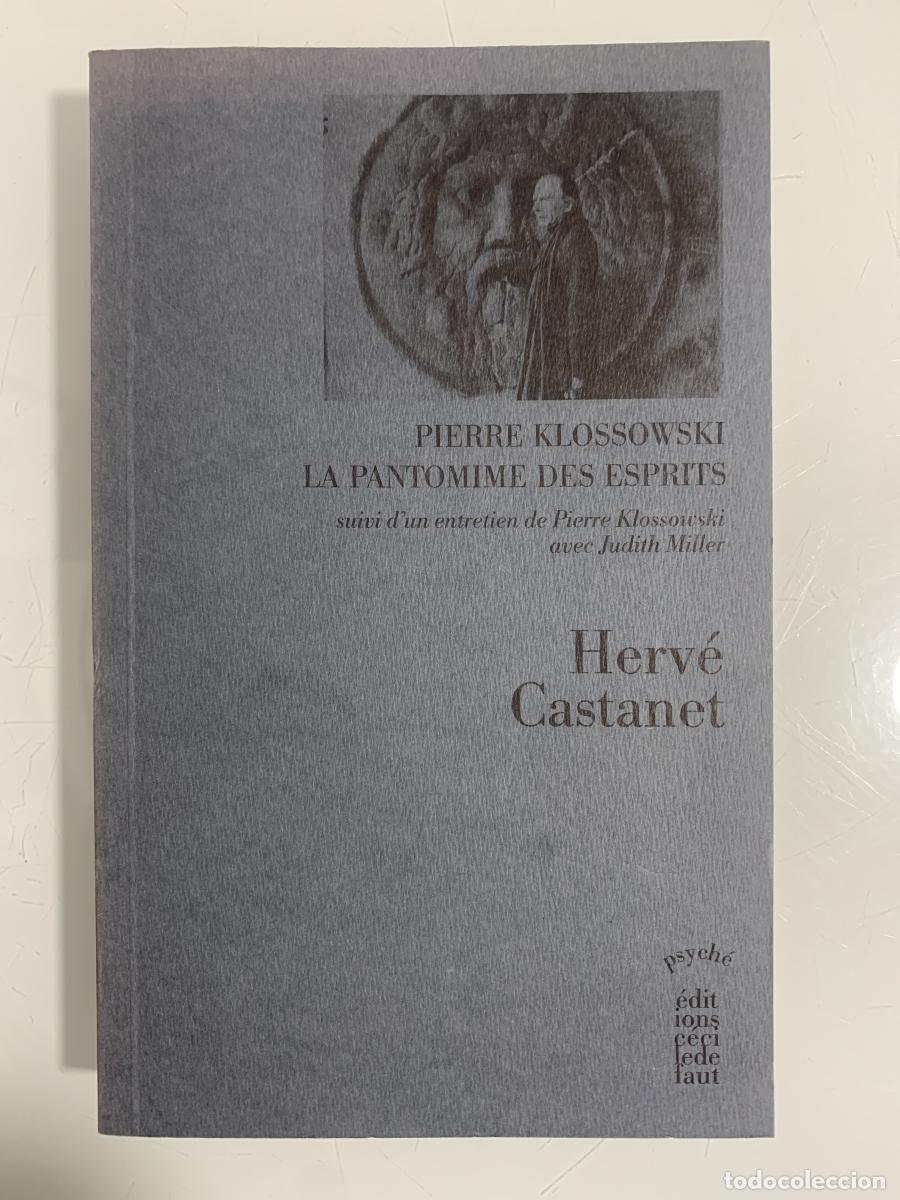 PIERRE KLOSSOWSKI
LA PANTOMIME DES ESPRITS
suivi d'un entretien de Pierre Klossowski
avec Judith Miller
Hervé
Castanet
psyché
édit
ions
céci
lede
faut
todocoleccion